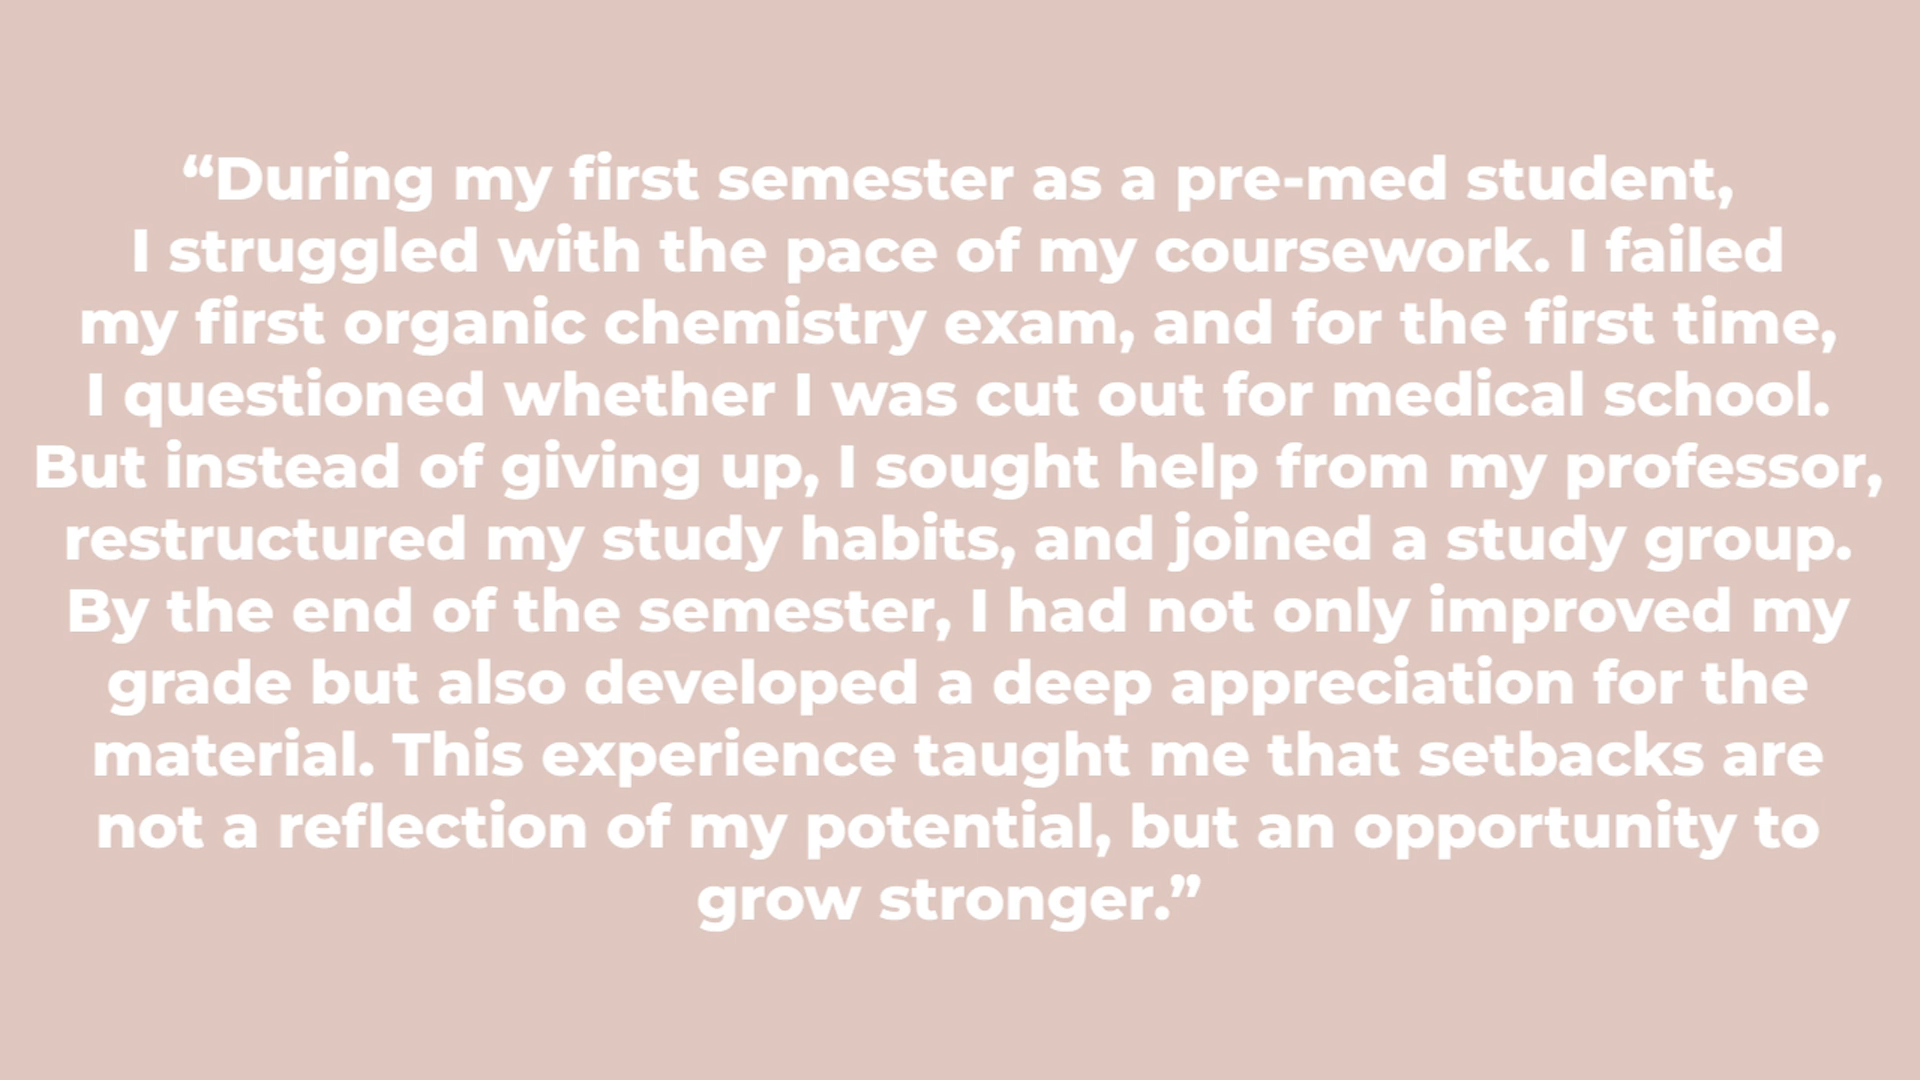 “During my first semester as a pre-med student,
I struggled with the pace of my coursework. I failed
my first organic chemistry exam, and for the first time,
I questioned whether I was cut out for medical school.
But instead of giving up, I sought help from my professor,
restructured my study habits, and joined a study group.
By the end of the semester, I had not only improved my
grade but also developed a deep appreciation for the
material. This experience taught me that setbacks are
not a reflection of my potential, but an opportunity to
grow stronger.”